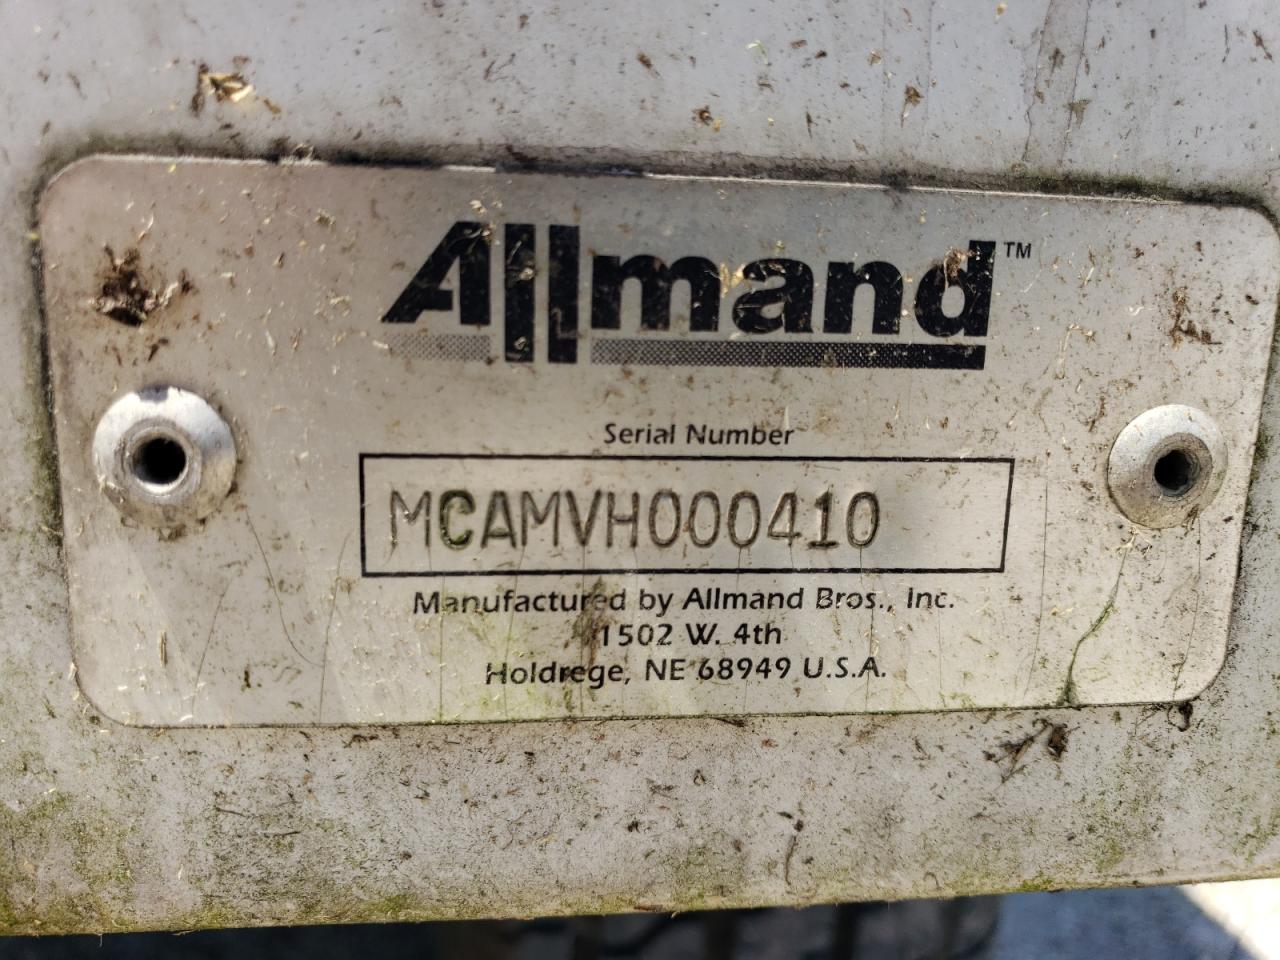 Allmand™
Serial Number
MCAMVH000410
Manufactured by Allmand Bros., Inc.
1502 W. 4th
Holdrege, NE 68949 U.S.A.